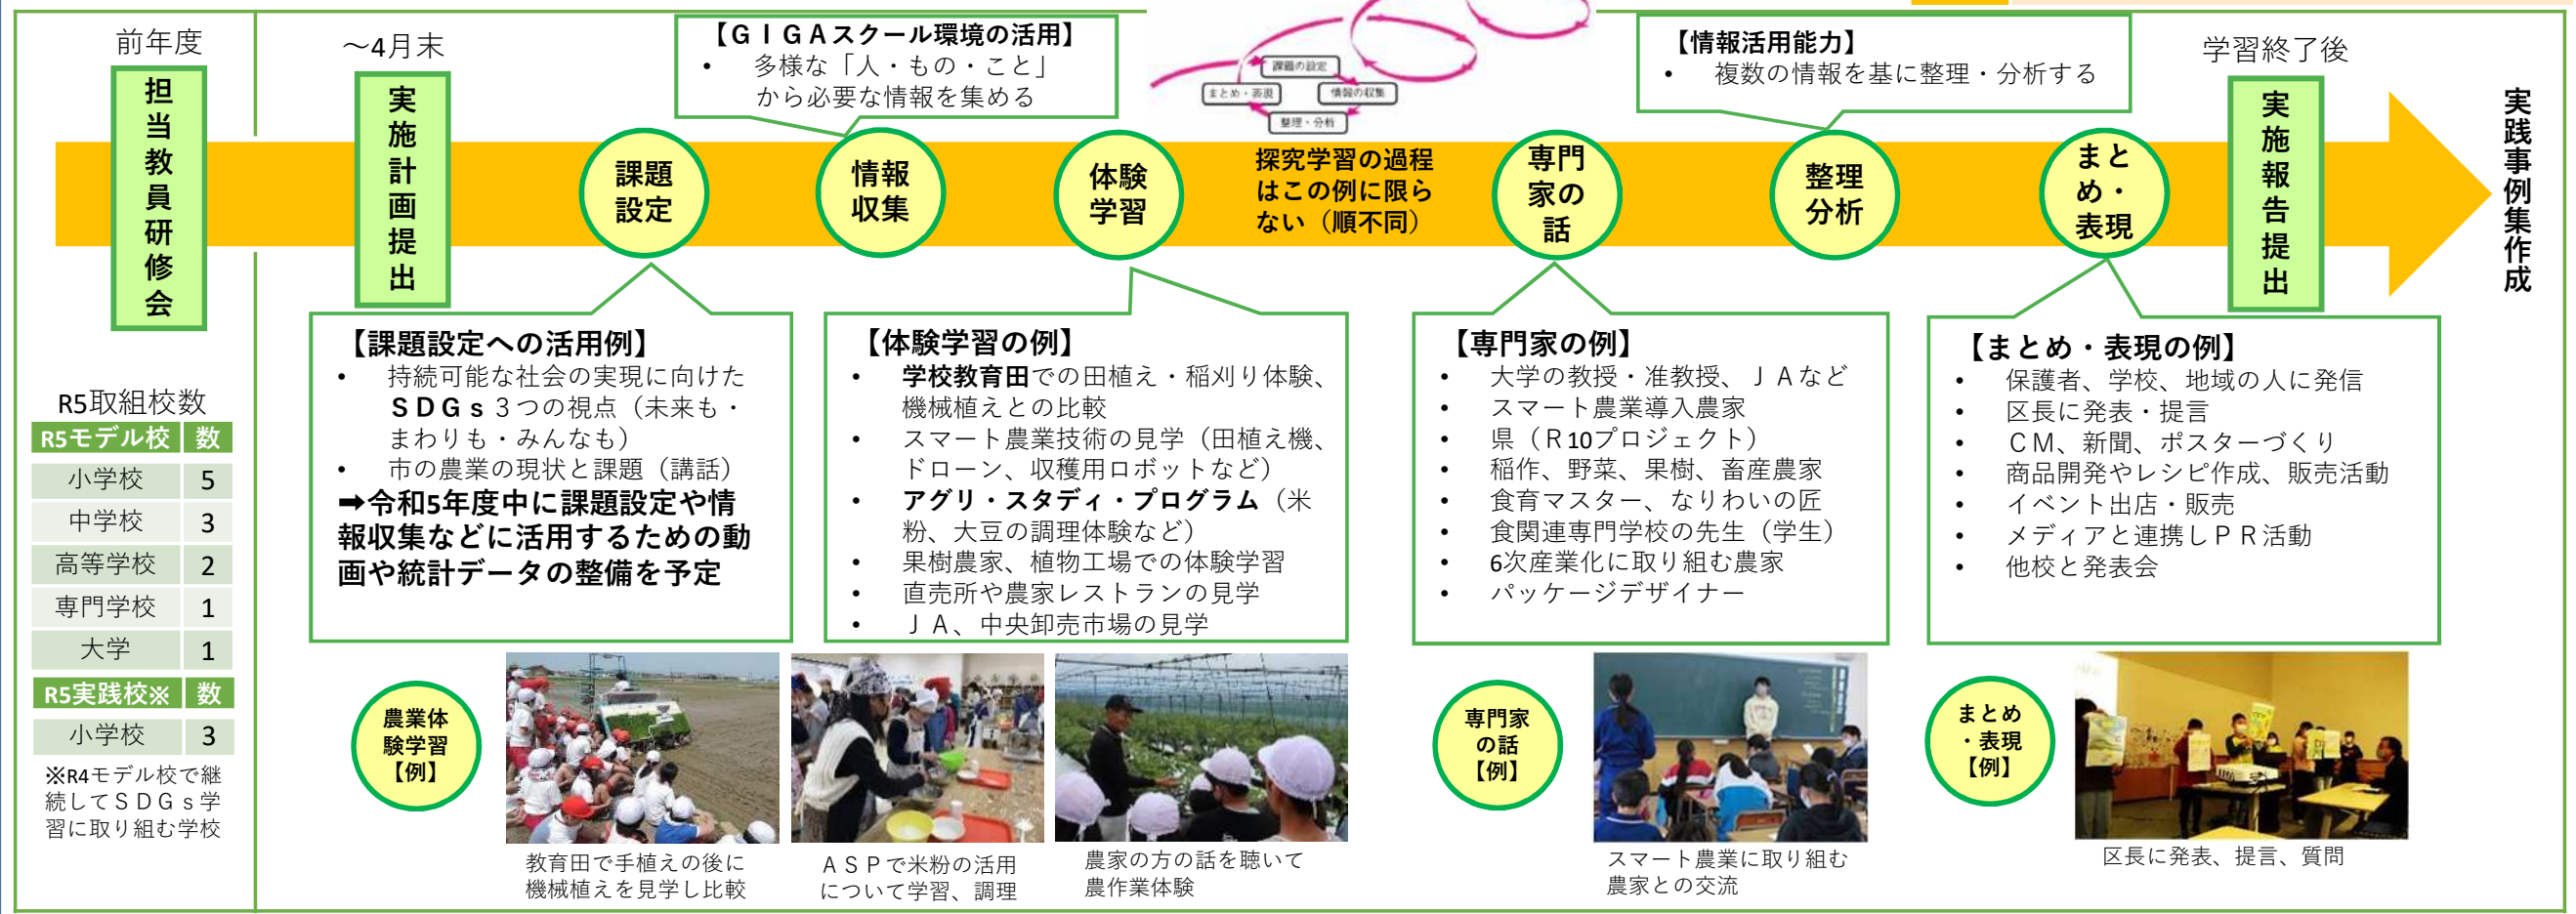 前年度
担当教員研修会
R5取組校数
R5モデル校 数
小学校 5
中学校 3
高等学校 2
専門学校 1
大学 1
R5実践校※ 数
小学校 3
※R4モデル校で継
続してSDGs学
習に取り組む学校
~4月末
実施計画提出
課題
設定
【GIGAスクール環境の活用】
• 多様な「人・もの・こと」
から必要な情報を集める
情報
収集
体験
学習
課題の設定
情報の収集
整理・分析
まとめ・表現
探究学習の過程
はこの例に限ら
ない(順不同)
専門
家の
話
【情報活用能力】
• 複数の情報を基に整理・分析する
整理
分析
まと
め・
表現
学習終了後
実施報告提出
実践事例集作成
【課題設定への活用例】
• 持続可能な社会の実現に向けた
SDGs3つの視点(未来も・
まわりも・みんなも)
• 市の農業の現状と課題(講話)
➡令和5年度中に課題設定や情
報収集などに活用するための動
画や統計データの整備を予定
【体験学習の例】
• 学校教育田での田植え・稲刈り体験、
機械植えとの比較
• スマート農業技術の見学(田植え機、
ドローン、収穫用ロボットなど)
• アグリ・スタディ・プログラム(米
粉、大豆の調理体験など)
• 果樹農家、植物工場での体験学習
• 直売所や農家レストランの見学
• JA、中央卸売市場の見学
【専門家の例】
• 大学の教授・准教授、JAなど
• スマート農業導入農家
• 県(R10プロジェクト)
• 稲作、野菜、果樹、畜産農家
• 食育マスター、なりわいの匠
• 食関連専門学校の先生(学生)
• 6次産業化に取り組む農家
• パッケージデザイナー
【まとめ・表現の例】
• 保護者、学校、地域の人に発信
• 区長に発表・提言
• CM、新聞、ポスターづくり
• 商品開発やレシピ作成、販売活動
• イベント出店・販売
• メディアと連携しPR活動
• 他校と発表会
農業体
験学習
【例】
教育田で手植えの後に
機械植えを見学し比較
ASPで米粉の活用
について学習、調理
農家の方の話を聴いて
農作業体験
専門家
の話
【例】
スマート農業に取り組む
農家との交流
まとめ
・表現
【例】
区長に発表、提言、質問